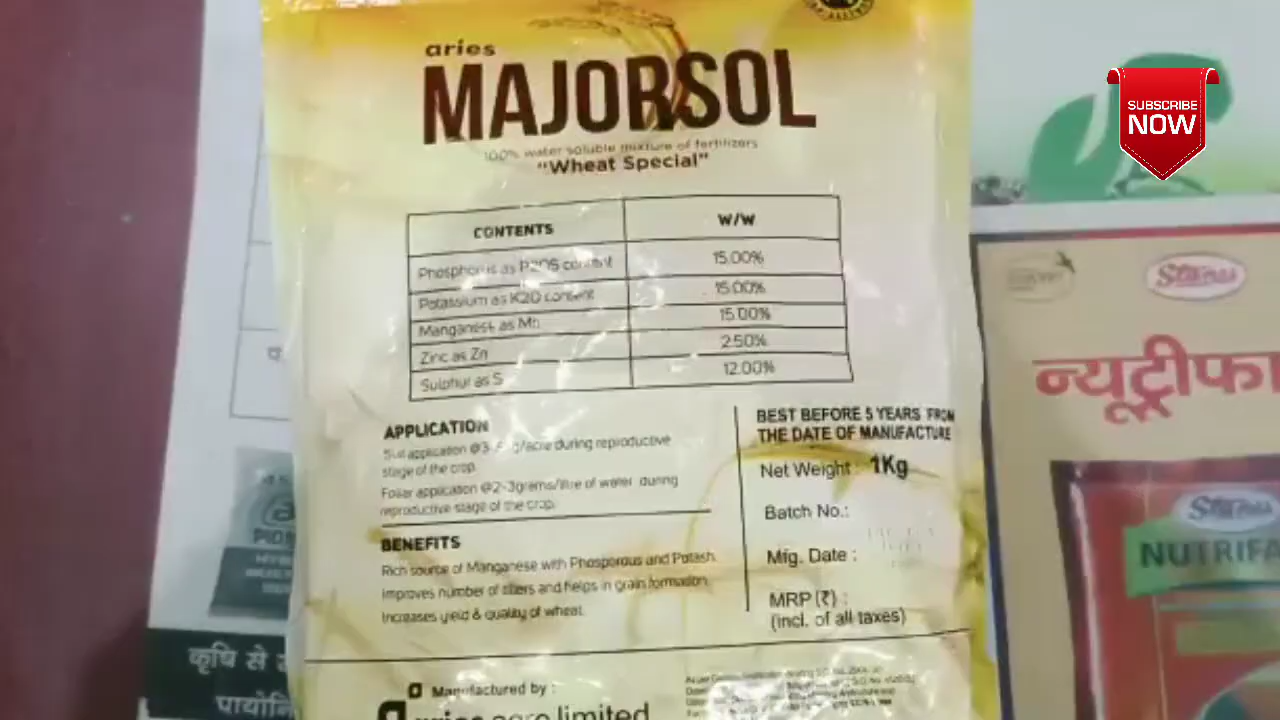 aries
MAJORSOL
100% water soluble mixture of fertilizers
"Wheat Special"
CONTENTS W/W
Phosphorus as P2O5 content 15.00%
Potassium as K2O content 15.00%
Manganese as Mn 15.00%
Zinc as Zn 2.50%
Sulphur as S 12.00%
APPLICATION
Soil application @3 /acre during reproductive
stage of the crop
Foliar application @2-3grams/litre of water during
reproductive stage of the crop.
BENEFITS
Rich source of Manganese with Phosporous and Potash.
Improves number of tillers and helps in grain formation.
Increases yield & quality of wheat.
BEST BEFORE 5 YEARS FROM
THE DATE OF MANUFACTURE
Net Weight : 1Kg
Batch No.:
Mfg. Date :
MRP (₹) :
(incl. of all taxes)
Manufactured by :
aries agro limited
SUBSCRIBE
NOW
न्यूट्रीफा
NUTRIFA
कृषि से
पायोनि